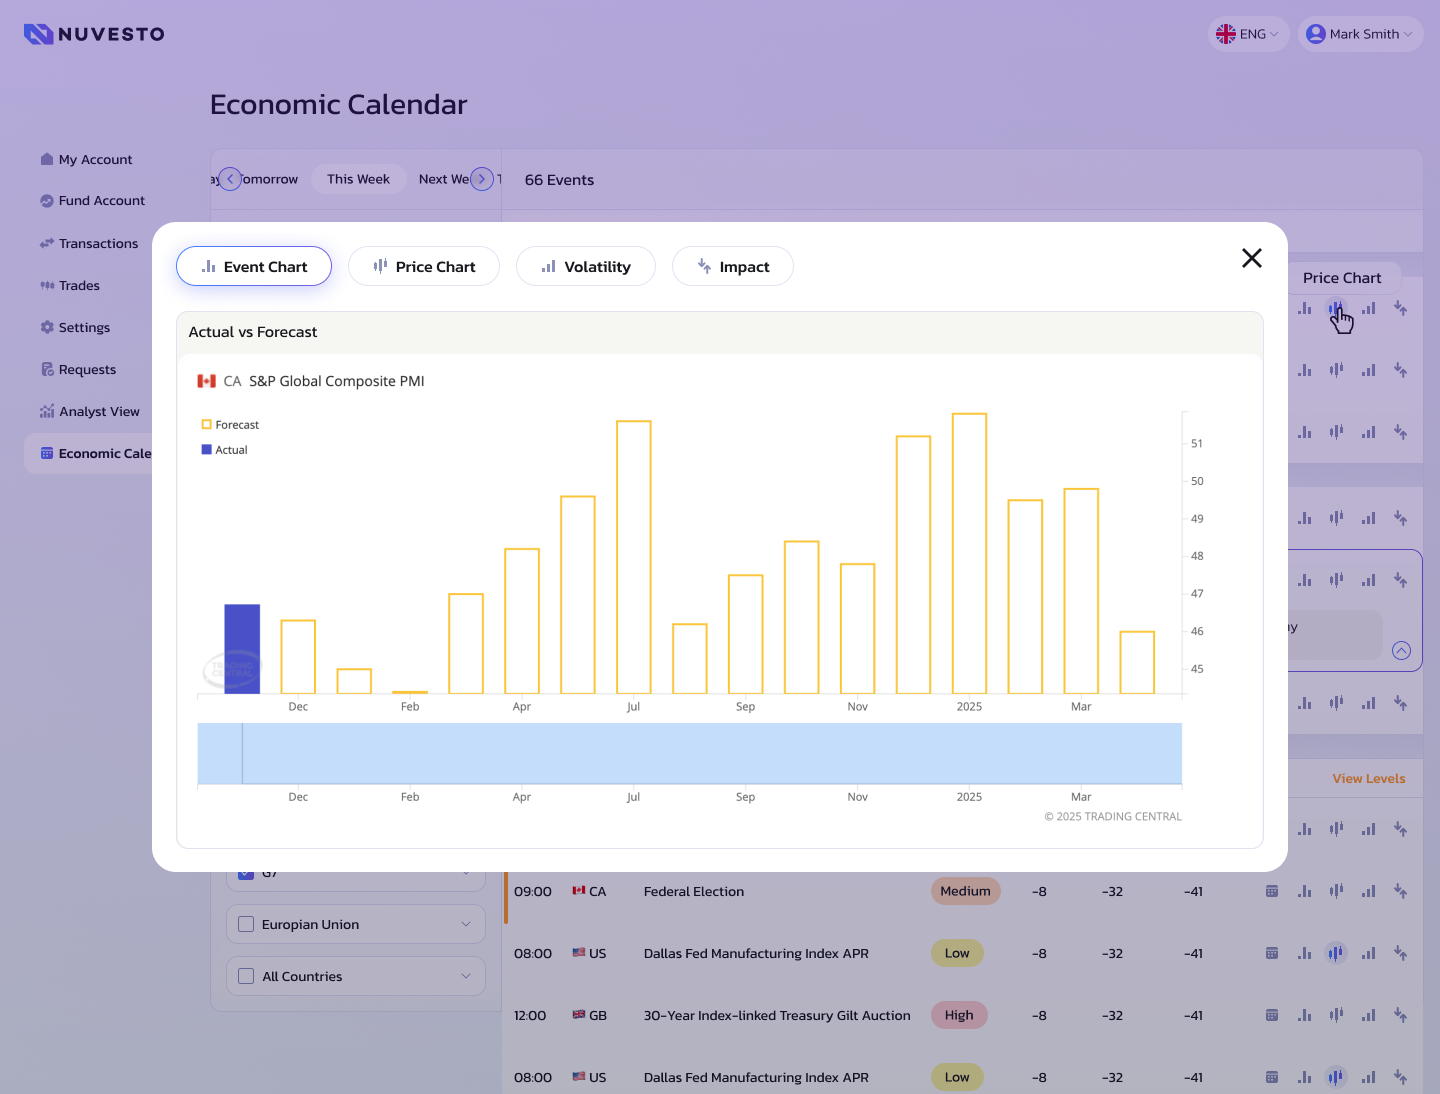 NUVESTO
ENG
Mark Smith
Economic Calendar
My Account
Fund Account
Transactions
Trades
Settings
Requests
Analyst View
Economic Cale
Tomorrow
This Week
Next We
66 Events
Event Chart
Price Chart
Volatility
Impact
Price Chart
Actual vs Forecast
CA S&P Global Composite PMI
Forecast
Actual
51
50
49
48
47
46
45
TRADING
CENTRAL
Dec Feb Apr Jul Sep Nov 2025 Mar
Dec Feb Apr Jul Sep Nov 2025 Mar
© 2025 TRADING CENTRAL
View Levels
G7
Europian Union
All Countries
09:00 CA Federal Election Medium -8 -32 -41
08:00 US Dallas Fed Manufacturing Index APR Low -8 -32 -41
12:00 GB 30-Year Index-linked Treasury Gilt Auction High -8 -32 -41
08:00 US Dallas Fed Manufacturing Index APR Low -8 -32 -41